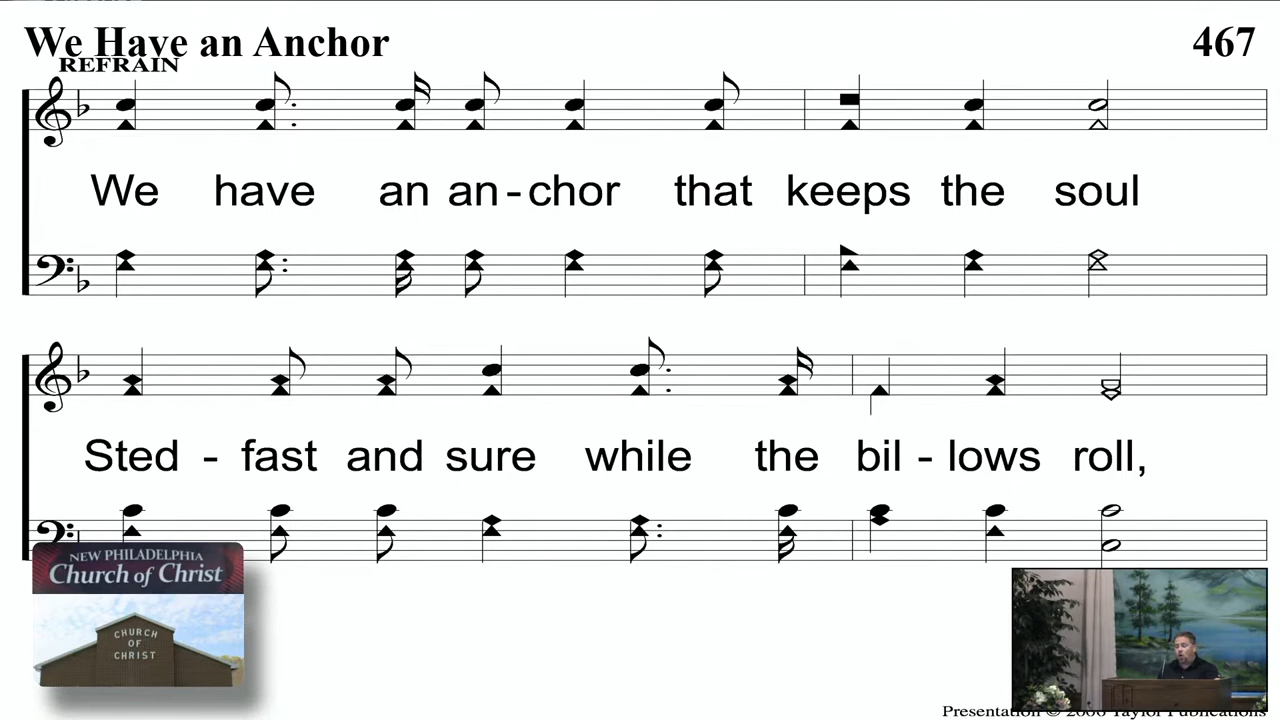 We Have an Anchor 467
REFRAIN
We have an an-chor that keeps the soul
Sted - fast and sure while the bil - lows roll,
NEW PHILADELPHIA
Church of Christ
CHURCH
OF
CHRIST
Presentation © 2006 Taylor Publications